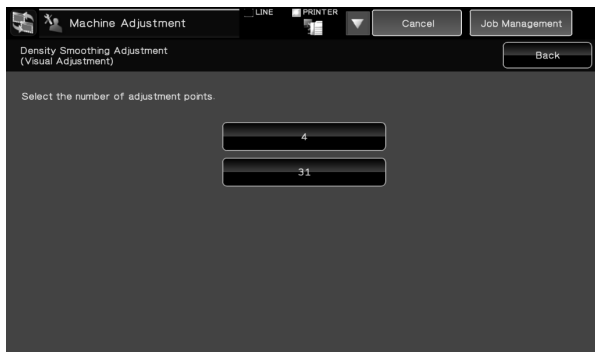 Machine Adjustment
LINE
PRINTER
Cancel
Job Management
Density Smoothing Adjustment
(Visual Adjustment)
Back
Select the number of adjustment points.
4
31